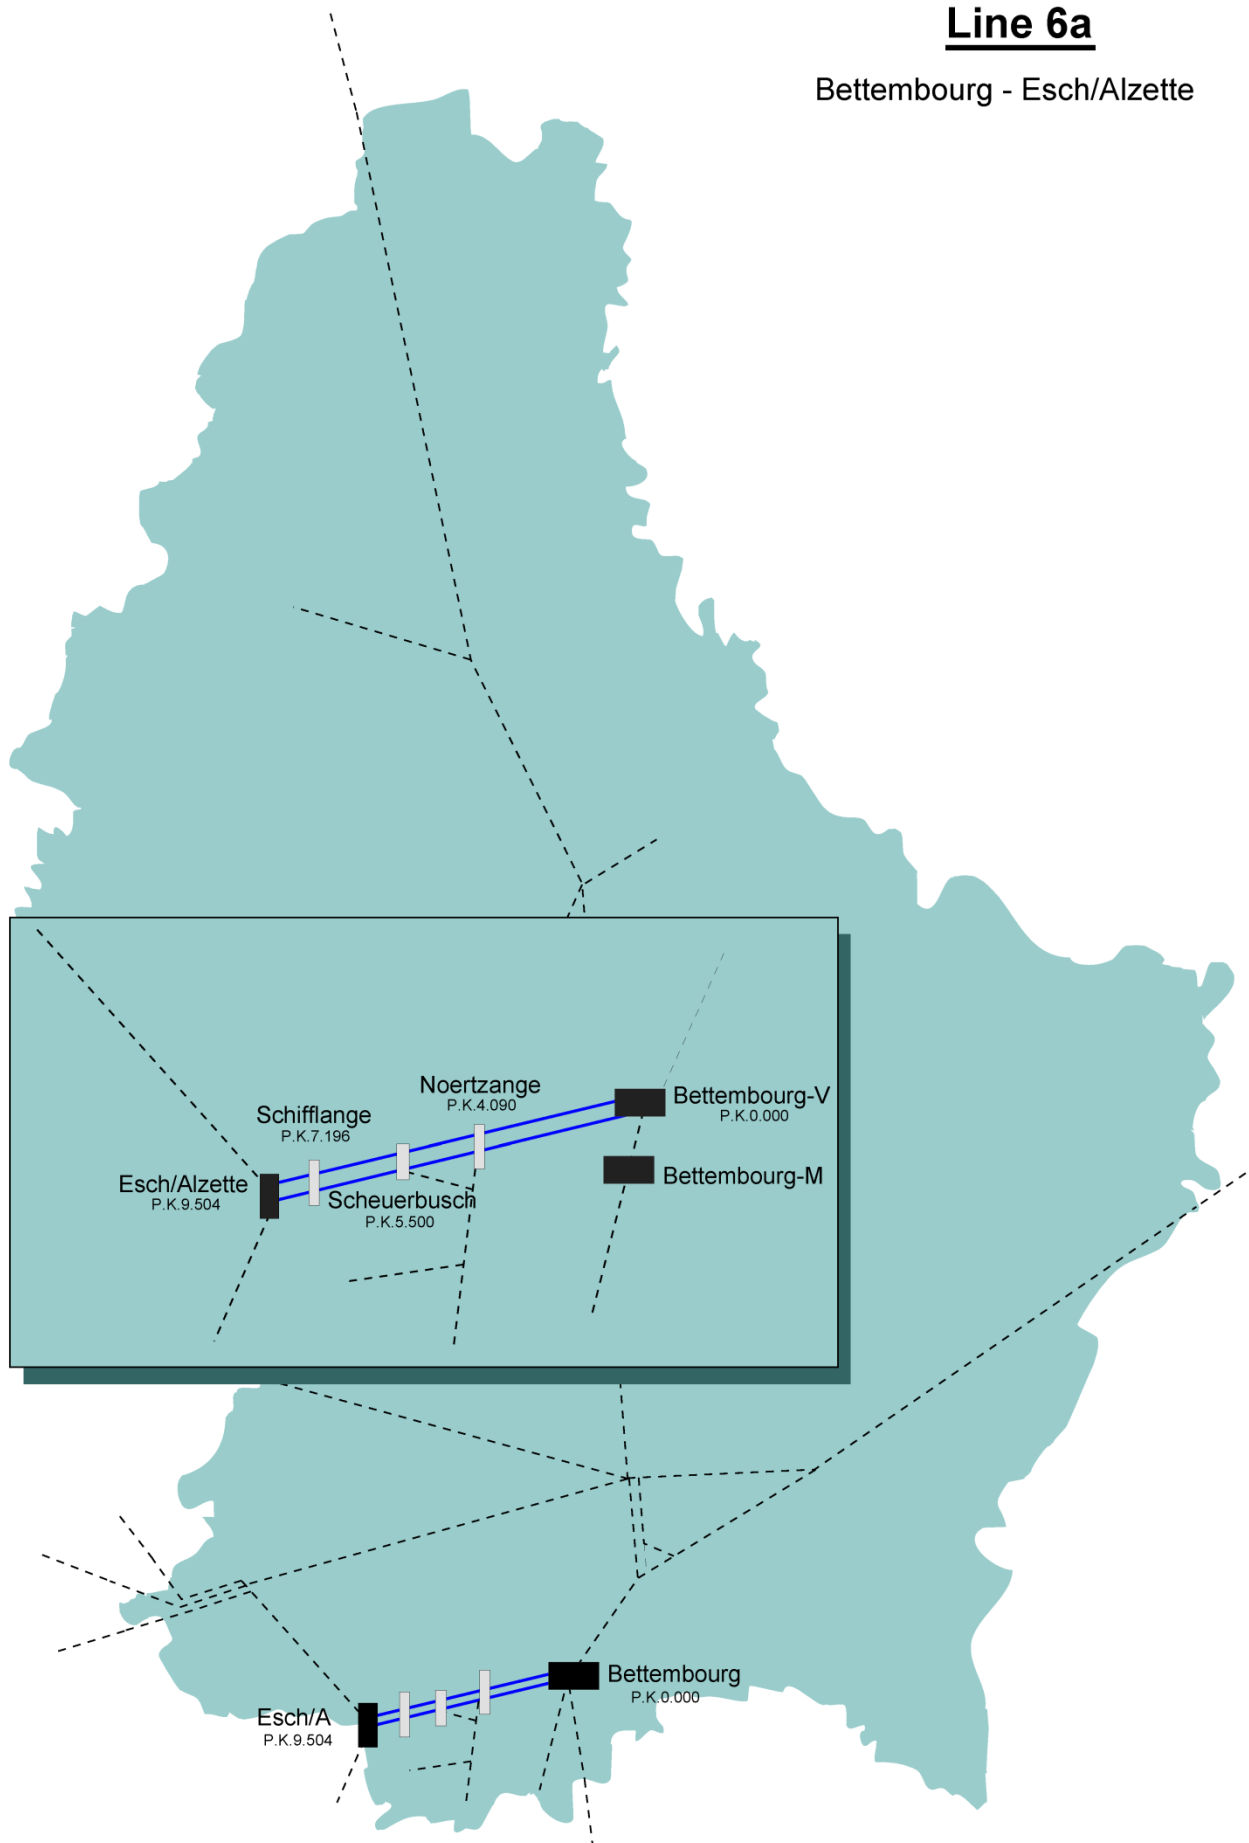 Line 6a
Bettembourg - Esch/Alzette
Noertzange
P.K.4.090
Bettembourg-V
P.K.0.000
Schifflange
P.K.7.196
Esch/Alzette
P.K.9.504
Scheuerbusch
P.K.5.500
Bettembourg-M
Bettembourg
P.K.0.000
Esch/A
P.K.9.504